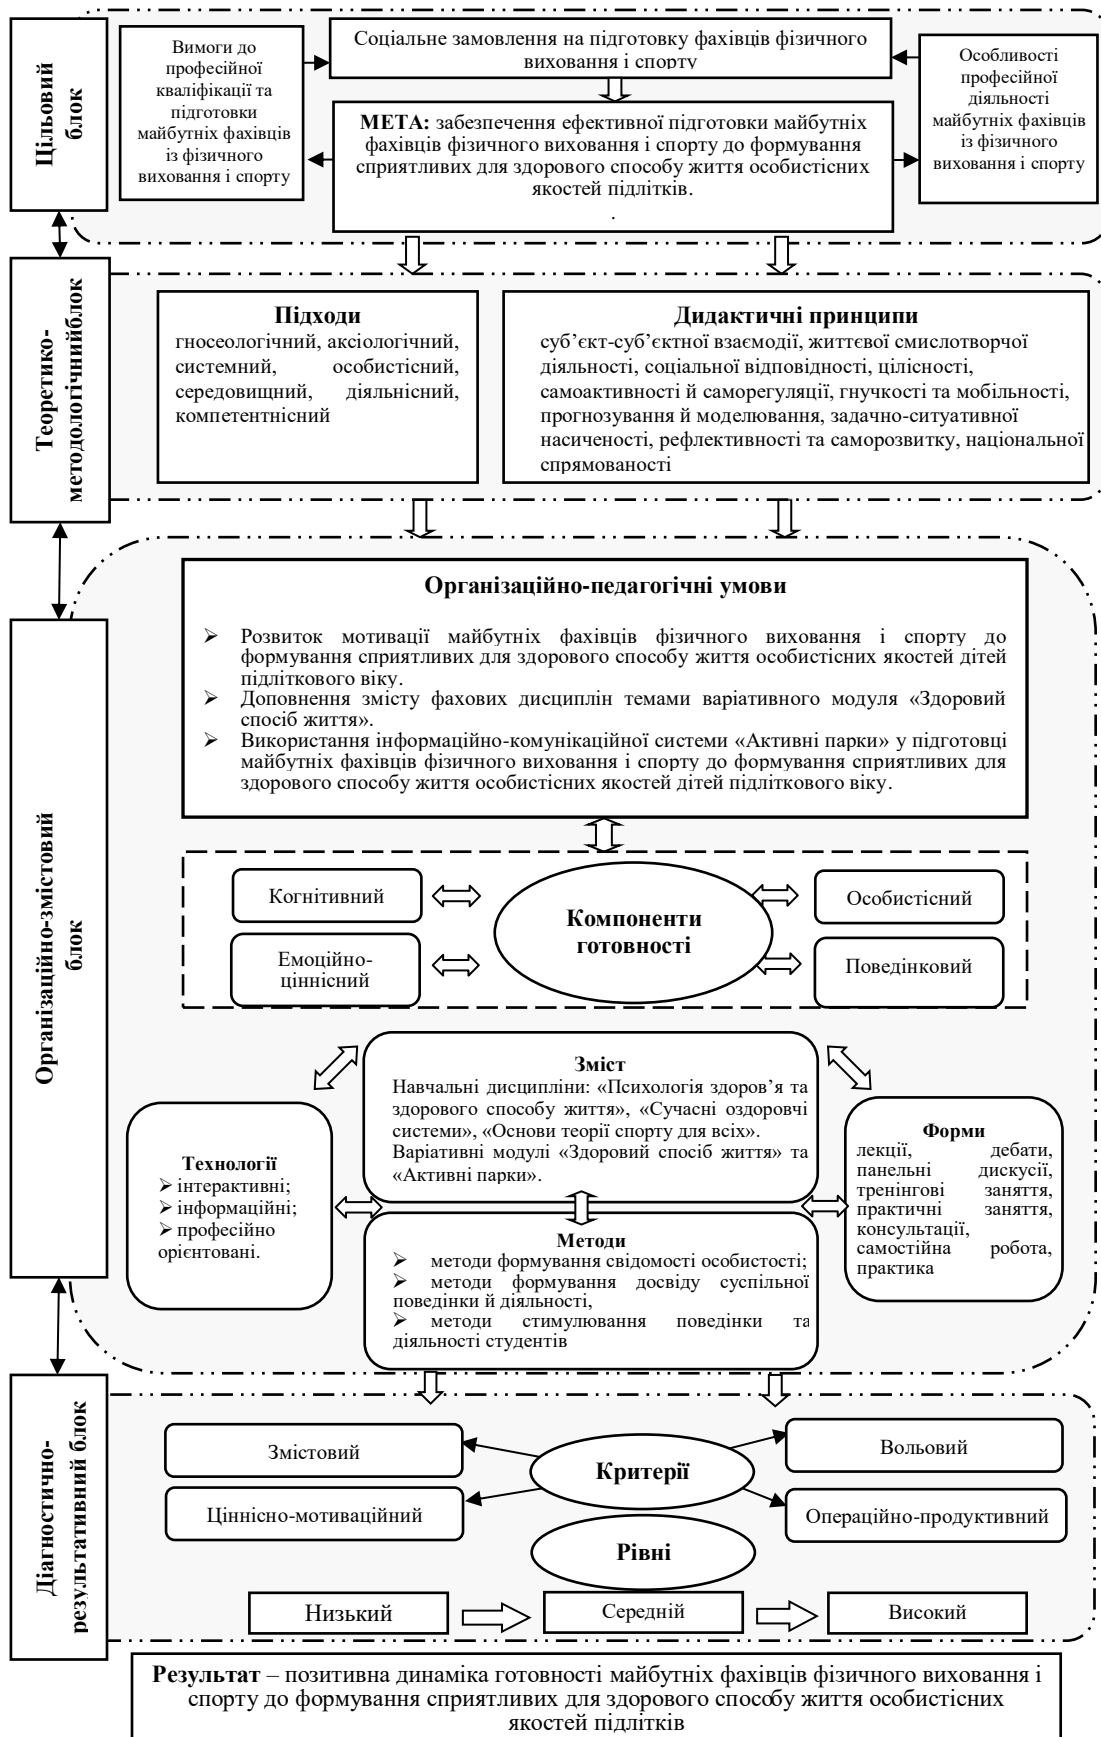 Цільовий
блок
Вимоги до
професійної
кваліфікації та
підготовки
майбутніх фахівців
із фізичного
виховання і спорту
Соціальне замовлення на підготовку фахівців фізичного
виховання і спорту
МЕТА: забезпечення ефективної підготовки майбутніх
фахівців фізичного виховання і спорту до формування
сприятливих для здорового способу життя особистісних
якостей підлітків.
.
Особливості
професійної
діяльності
майбутніх фахівців
із фізичного
виховання і спорту
Теоретико-
методологічнийблок
Підходи
гносеологічний, аксіологічний,
системний, особистісний,
середовищний, діяльнісний,
компетентнісний
Дидактичні принципи
суб’єкт-суб’єктної взаємодії, життєвої смислотворчої
діяльності, соціальної відповідності, цілісності,
самоактивності й саморегуляції, гнучкості та мобільності,
прогнозування й моделювання, задачно-ситуативної
насиченості, рефлективності та саморозвитку, національної
спрямованості
Організаційно-змістовий
блок
Організаційно-педагогічні умови
➢ Розвиток мотивації майбутніх фахівців фізичного виховання і спорту до
формування сприятливих для здорового способу життя особистісних якостей дітей
підліткового віку.
➢ Доповнення змісту фахових дисциплін темами варіативного модуля «Здоровий
спосіб життя».
➢ Використання інформаційно-комунікаційної системи «Активні парки» у підготовці
майбутніх фахівців фізичного виховання і спорту до формування сприятливих для
здорового способу життя особистісних якостей дітей підліткового віку.
Когнитивний
Емоційно-
ціннісний
Компоненти
готовності
Особистісний
Поведінковий
Зміст
Навчальні дисципліни: «Психологія здоров’я та
здорового способу життя», «Сучасні оздоровчі
системи», «Основи теорії спорту для всіх».
Варіативні модулі «Здоровий спосіб життя» та
«Активні парки».
Технології
➢ інтерактивні;
➢ інформаційні;
➢ професійно
орієнтовані.
Методи
➢ методи формування свідомості особистості;
➢ методи формування досвіду суспільної
поведінки й діяльності,
➢ методи стимулювання поведінки та
діяльності студентів
Форми
лекції, дебати,
панельні дискусії,
тренінгові заняття,
практичні заняття,
консультації,
самостійна робота,
практика
Діагностично-
результативний блок
Змістовий
Ціннісно-мотиваційний
Критерії
Вольовий
Операційно-продуктивний
Рівні
Низький
Середній
Високий
Результат – позитивна динаміка готовності майбутніх фахівців фізичного виховання і
спорту до формування сприятливих для здорового способу життя особистісних
якостей підлітків